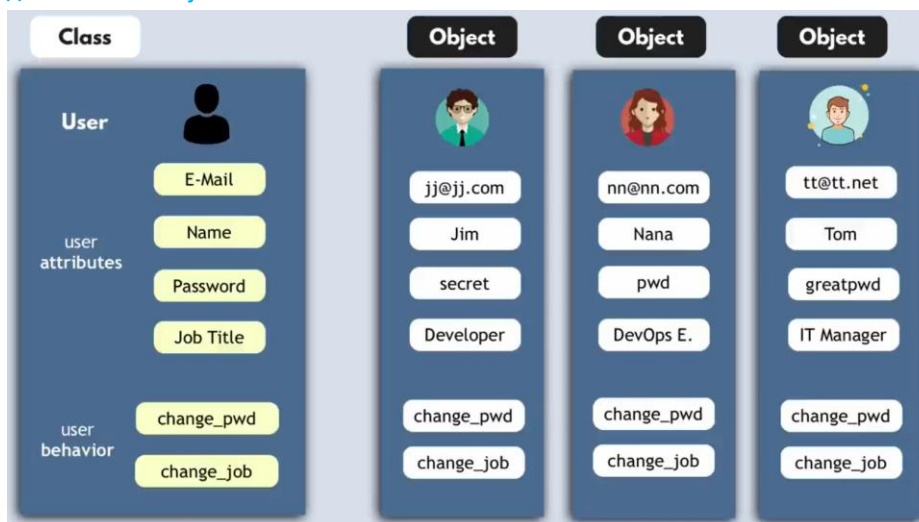 Class
Object
Object
Object
User
E-Mail
Name
Password
Job Title
user
attributes
change_pwd
change_job
user
behavior
jj@jj.com
Jim
secret
Developer
change_pwd
change_job
nn@nn.com
Nana
pwd
DevOps E.
change_pwd
change_job
tt@tt.net
Tom
greatpwd
IT Manager
change_pwd
change_job